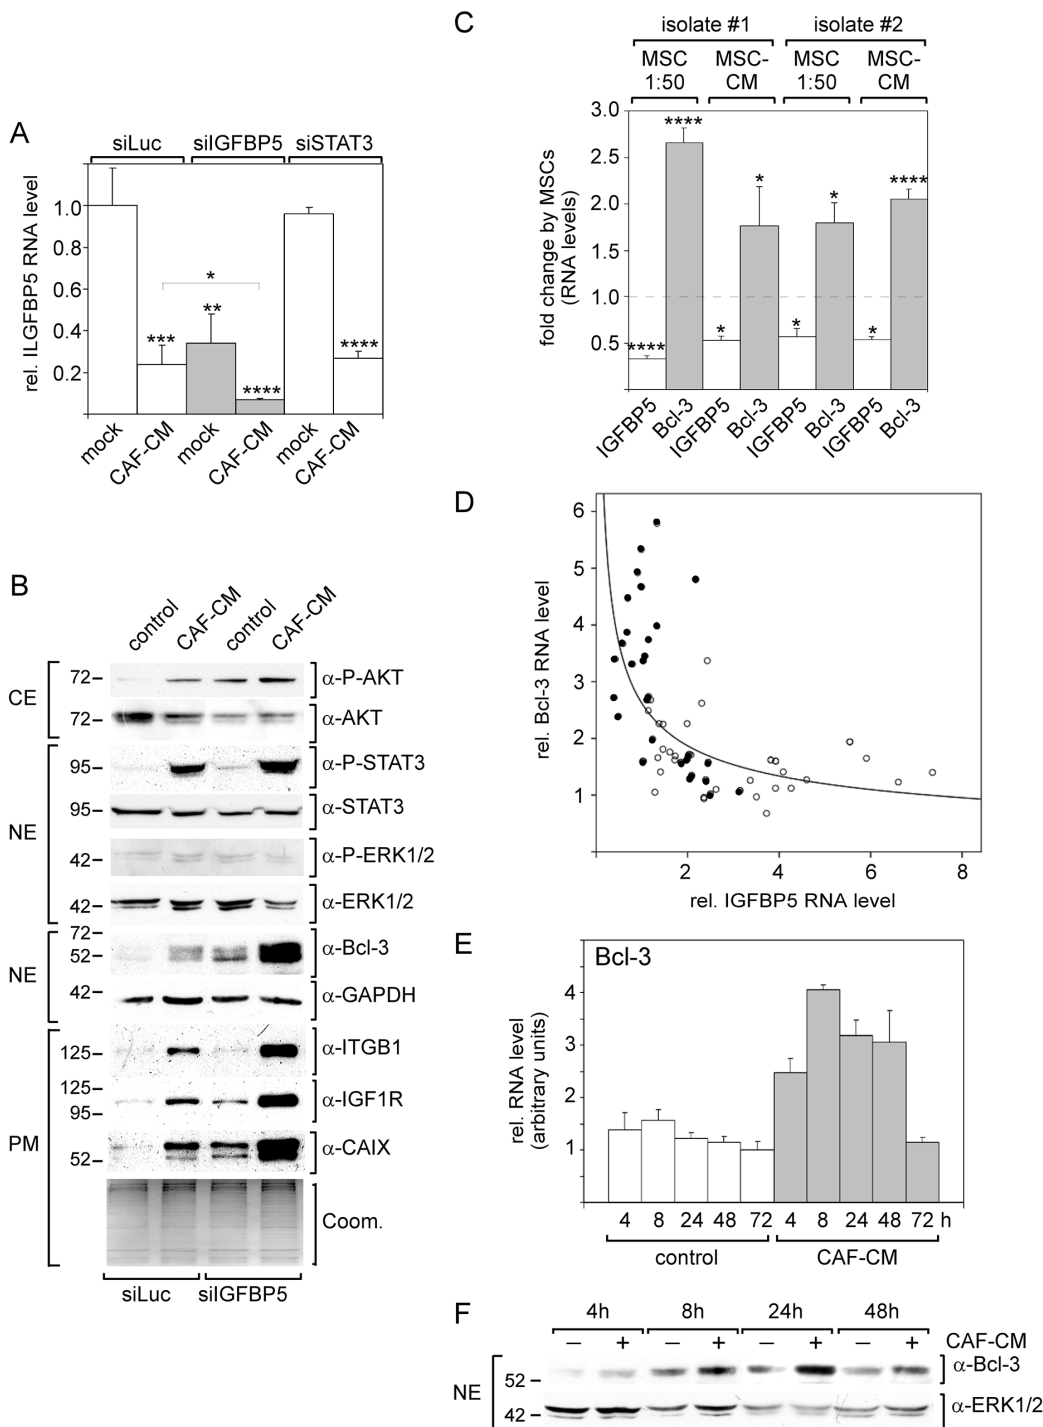 A
siLuc siIGFBP5 siSTAT3
rel. ILGFBP5 RNA level
1.0
0.8
0.6
0.4
0.2
*** ** * **** ****
mock CAF-CM mock CAF-CM mock CAF-CM
B
control CAF-CM control CAF-CM
CE
72– α-P-AKT
72– α-AKT
NE
95– α-P-STAT3
95– α-STAT3
42– α-P-ERK1/2
42– α-ERK1/2
NE
72–
52– α-Bcl-3
42– α-GAPDH
PM
125– α-ITGB1
125–
95– α-IGF1R
52– α-CAIX
Coom.
siLuc siIGFBP5
C
isolate #1 isolate #2
MSC 1:50 MSC-CM MSC 1:50 MSC-CM
fold change by MSCs
(RNA levels)
3.0
2.5
2.0
1.5
1.0
0.5
**** **** * * * * * ****
IGFBP5 Bcl-3 IGFBP5 Bcl-3 IGFBP5 Bcl-3 IGFBP5 Bcl-3
D
rel. Bcl-3 RNA level
6
5
4
3
2
1
2 4 6 8
rel. IGFBP5 RNA level
E
Bcl-3
rel. RNA level
(arbitrary units)
4
3
2
1
4 8 24 48 72 4 8 24 48 72 h
control CAF-CM
F
4h 8h 24h 48h
– + – + – + – + CAF-CM
NE
52 – α-Bcl-3
42 – α-ERK1/2